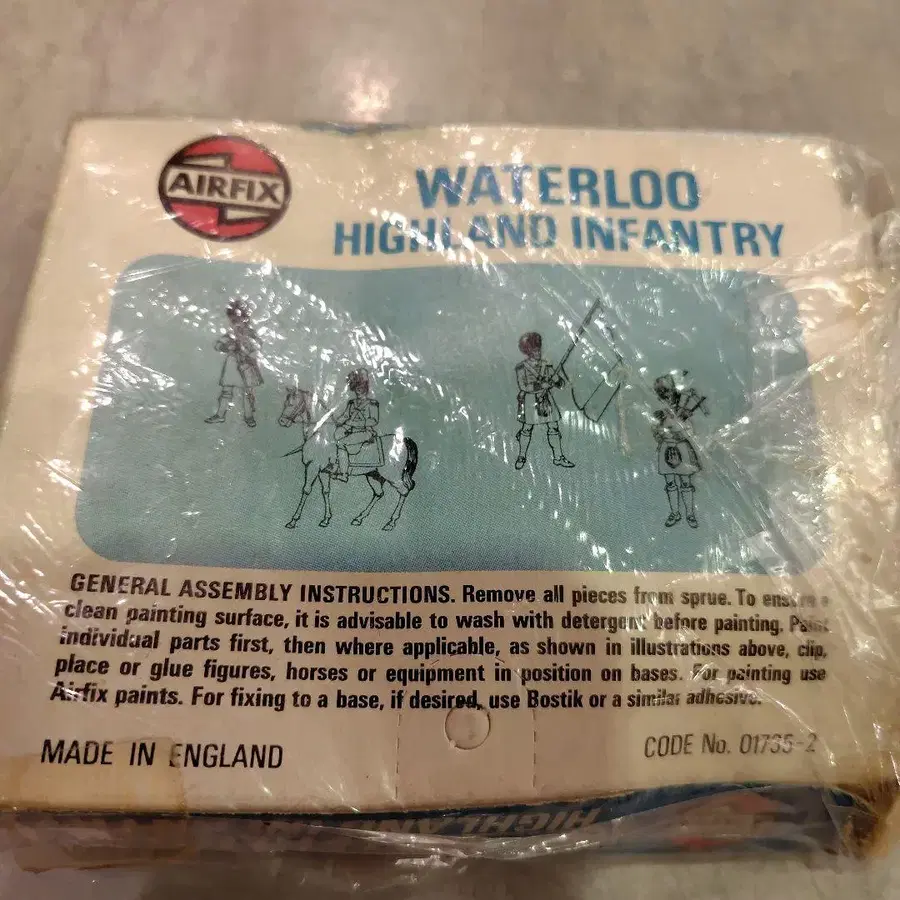 AIRFIX
WATERLOO
HIGHLAND INFANTRY
GENERAL ASSEMBLY INSTRUCTIONS. Remove all pieces from sprue. To ensure a
clean painting surface, it is advisable to wash with detergent before painting. Paint
individual parts first, then where applicable, as shown in illustrations above, clip,
place or glue figures, horses or equipment in position on bases. For painting use
Airfix paints. For fixing to a base, if desired, use Bostik or a similar adhesive.
MADE IN ENGLAND
CODE No. 01735-2
HIGHLAND